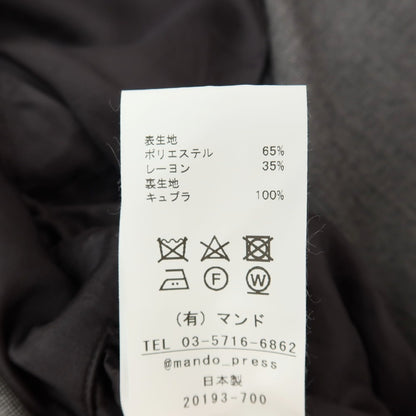 表生地
ポリエステル 65%
レーヨン 35%
裏生地
キュプラ 100%
P W
(有) マンド
TEL 03-5716-6862
@mando_press
日本製
20193-700